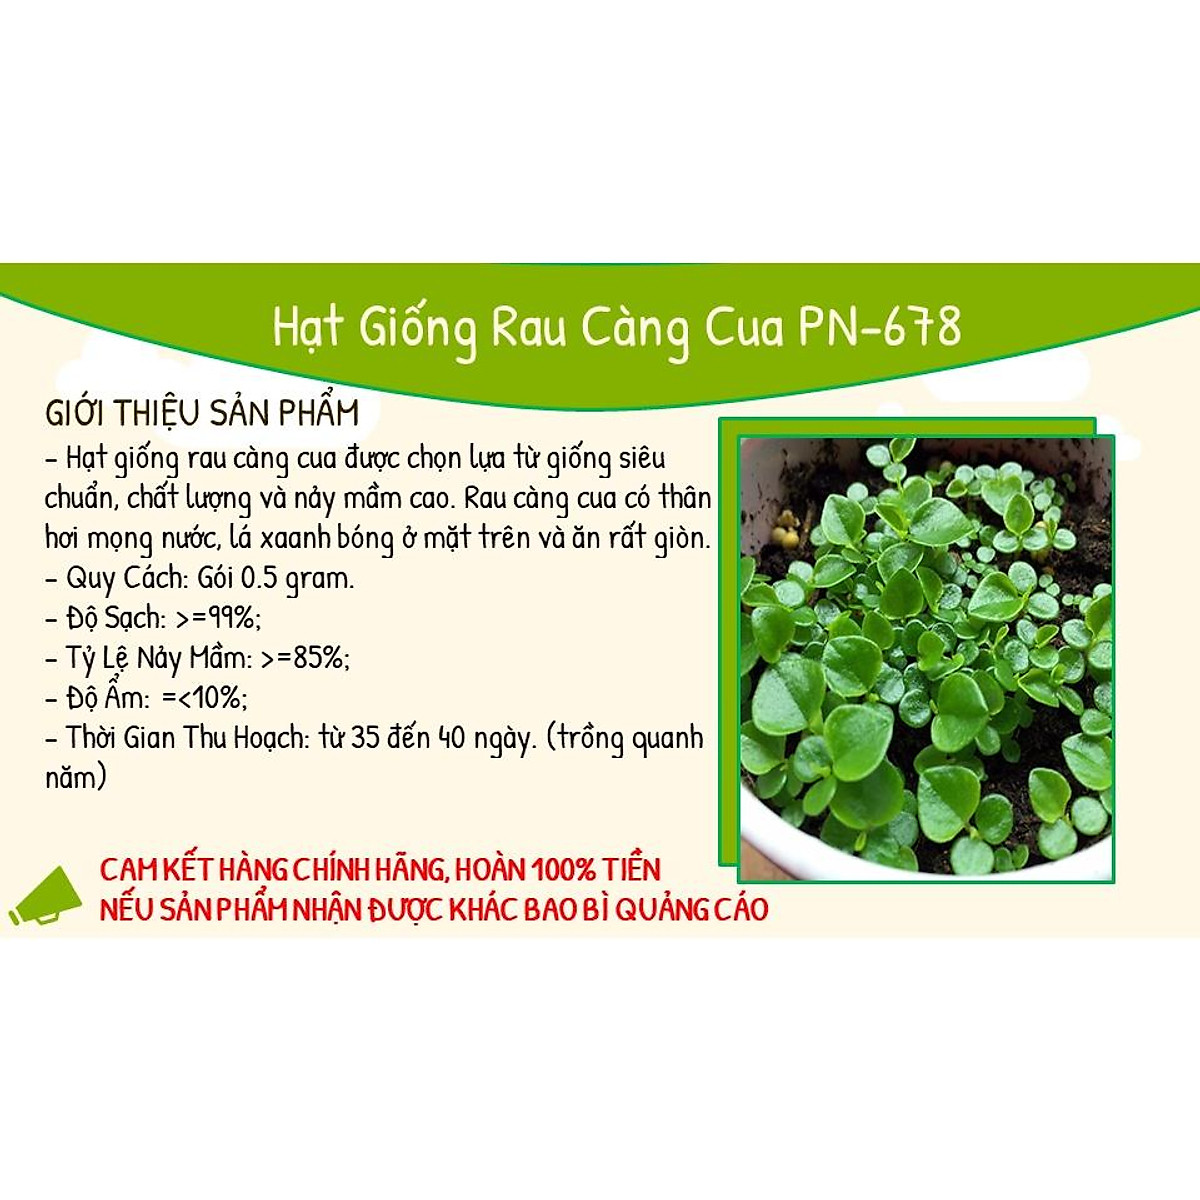 Hạt Giống Rau Càng Cua PN-678
GIỚI THIỆU SẢN PHẨM
- Hạt giống rau càng cua được chọn lựa từ giống siêu
chuẩn, chất lượng và nảy mầm cao. Rau càng cua có thân
hơi mọng nước, lá xaanh bóng ở mặt trên và ăn rất giòn.
- Quy Cách: Gói 0.5 gram.
- Độ Sạch: >=99%;
- Tỷ Lệ Nảy Mầm: >=85%;
- Độ Ẩm: =<10%;
- Thời Gian Thu Hoạch: từ 35 đến 40 ngày. (trồng quanh
năm)
CAM KẾT HÀNG CHÍNH HÃNG, HOÀN 100% TIỀN
NẾU SẢN PHẨM NHẬN ĐƯỢC KHÁC BAO BÌ QUẢNG CÁO